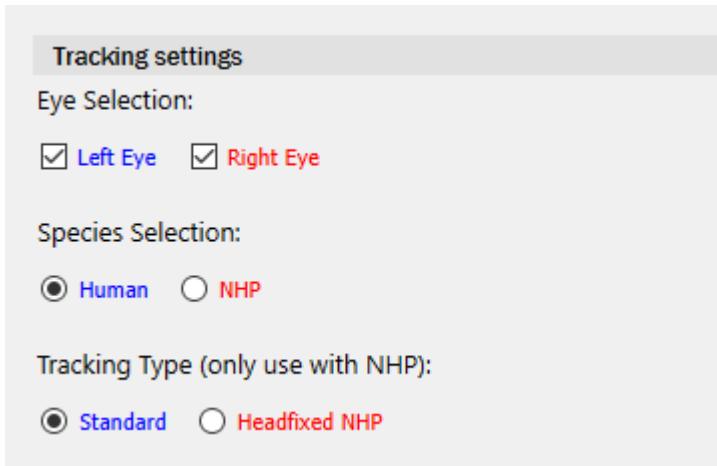 Tracking settings
Eye Selection:
Left Eye Right Eye
Species Selection:
Human NHP
Tracking Type (only use with NHP):
Standard Headfixed NHP